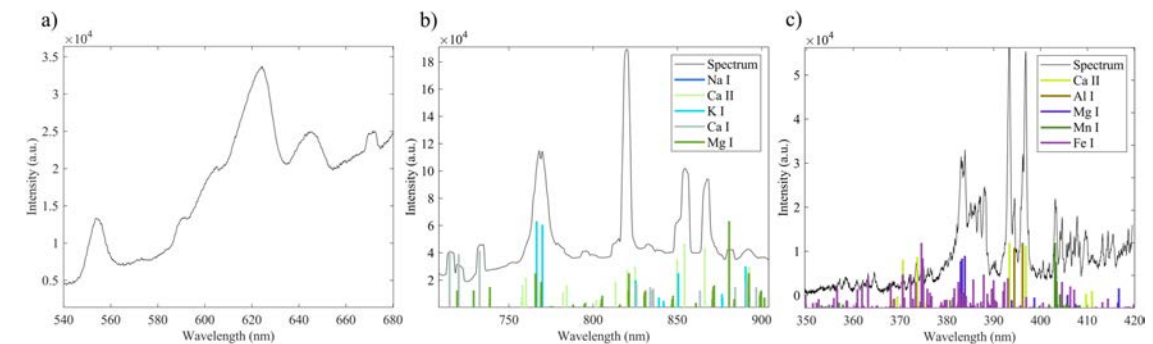 a)
×10⁴
3.5
3
2.5
2
1.5
1
0.5
540 560 580 600 620 640 660 680
Intensity (a.u.)
Wavelength (nm)
b)
×10⁴
18
16
14
12
10
8
6
4
2
750 800 850 900
Intensity (a.u.)
Wavelength (nm)
Spectrum
Na I
Ca II
K I
Ca I
Mg I
c)
×10⁴
5
4
3
2
1
0
350 360 370 380 390 400 410 420
Intensity (a.u.)
Wavelength (nm)
Spectrum
Ca II
Al I
Mg I
Mn I
Fe I